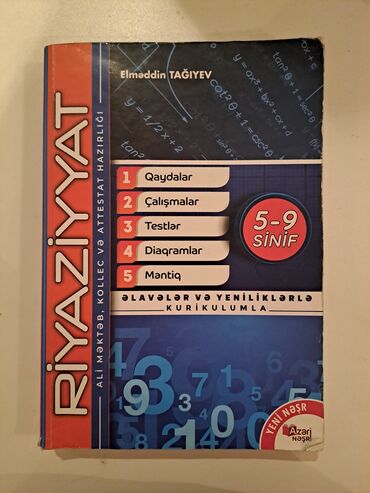 Elməddin TAĞIYEV
RİYAZİYYAT
ALİ MƏKTƏB, KOLLEC VƏ ATTESTAT HAZIRLIĞI
1 Qaydalar
2 Çalışmalar
3 Testlər
4 Diaqramlar
5 Məntiq
5-9
SİNİF
ƏLAVƏLƏR VƏ YENİLİKLƏRLƏ
KURİKULUMLA
YENİ NƏŞR
Azəri
NƏŞR